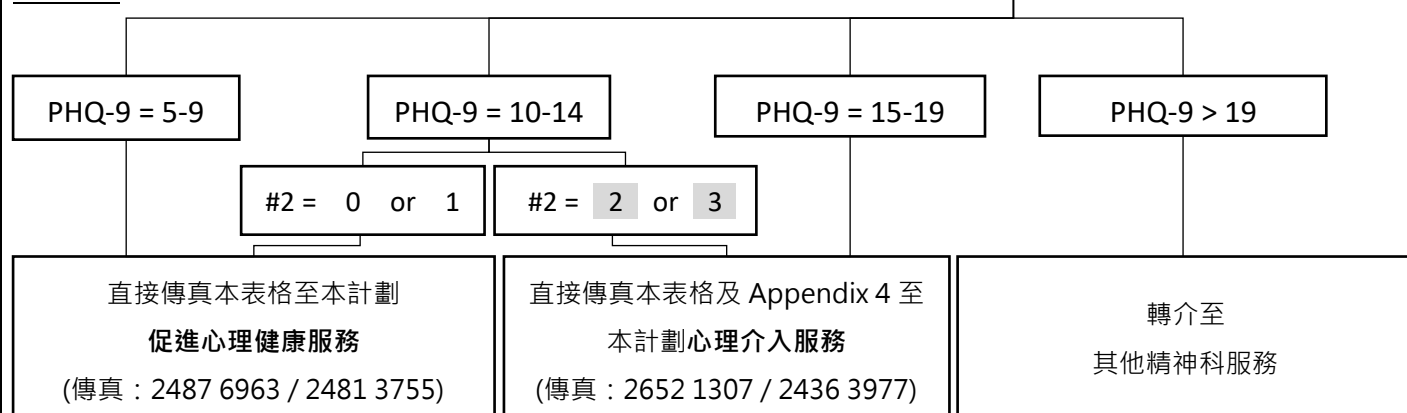 PHQ-9 = 5-9
PHQ-9 = 10-14
PHQ-9 = 15-19
PHQ-9 > 19
#2 = 0 or 1
#2 = 2 or 3
直接傳真本表格至本計劃
促進心理健康服務
(傳真：2487 6963 / 2481 3755)
直接傳真本表格及 Appendix 4 至
本計劃心理介入服務
(傳真：2652 1307 / 2436 3977)
轉介至
其他精神科服務